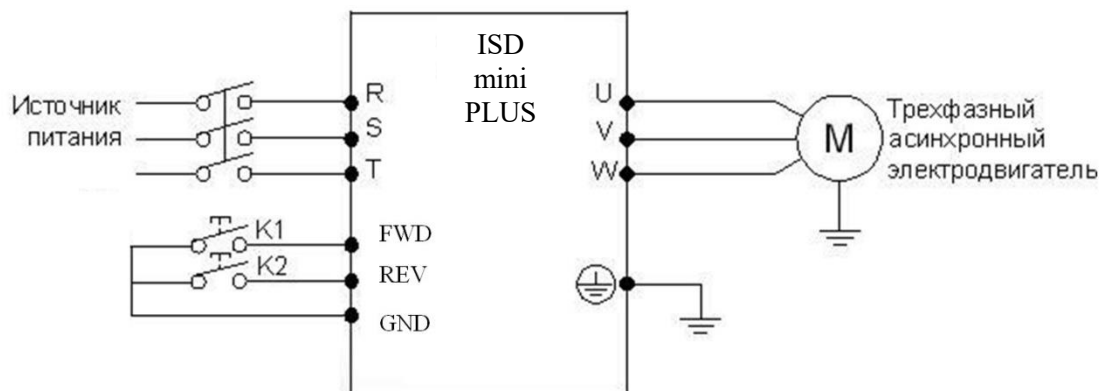 ISD
mini
PLUS
Источник
питания
R
S
T
U
V
W
M
Трехфазный
асинхронный
электродвигатель
K1
K2
FWD
REV
GND